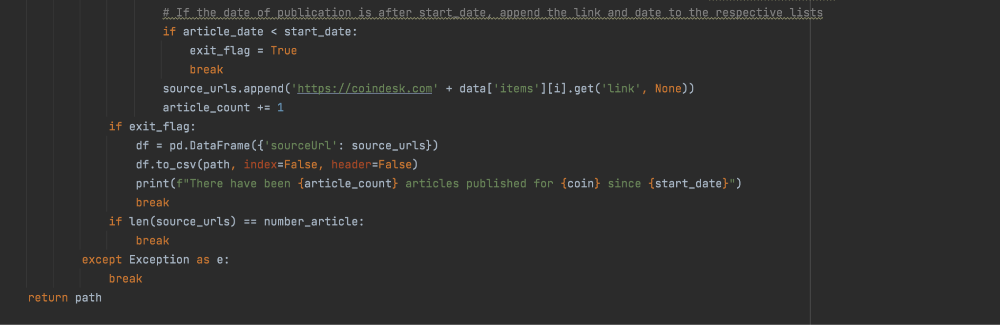 # If the date of publication is after start_date, append the link and date to the respective lists
if article_date < start_date:
exit_flag = True
break
source_urls.append('https://coindesk.com' + data['items'][i].get('link', None))
article_count += 1
if exit_flag:
df = pd.DataFrame({'sourceUrl': source_urls})
df.to_csv(path, index=False, header=False)
print(f"There have been {article_count} articles published for {coin} since {start_date}")
break
if len(source_urls) == number_article:
break
except Exception as e:
break
return path